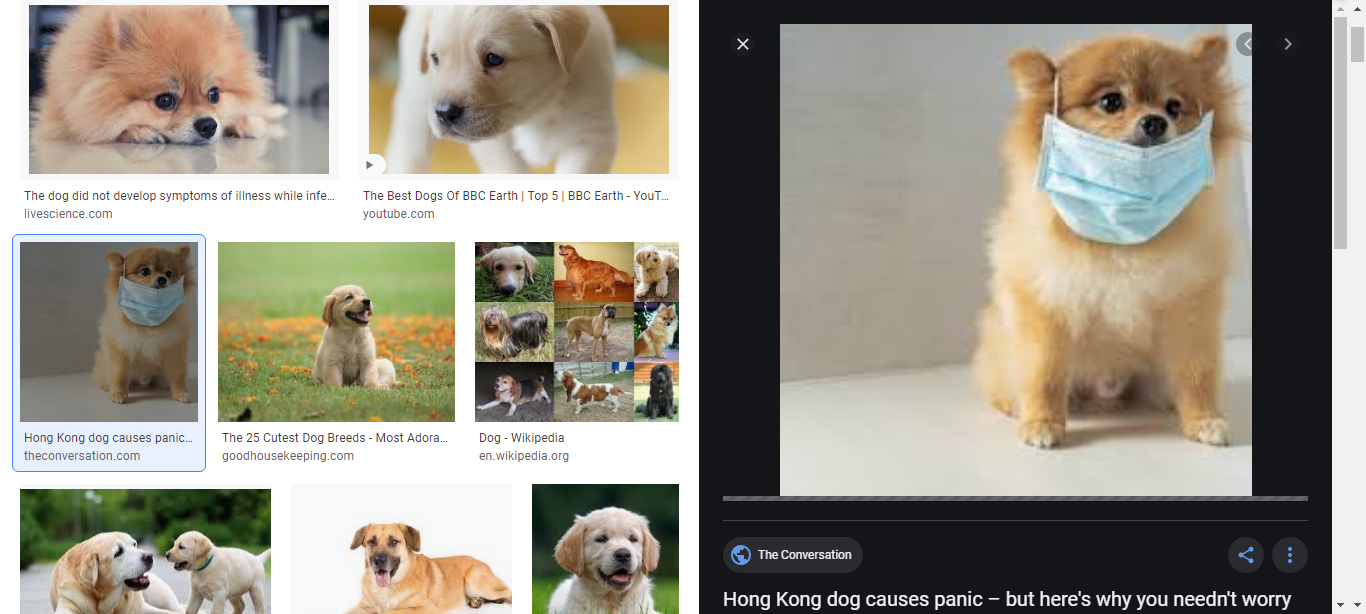 The dog did not develop symptoms of illness while infe...
livescience.com
The Best Dogs Of BBC Earth | Top 5 | BBC Earth - YouT...
youtube.com
Hong Kong dog causes panic...
theconversation.com
The 25 Cutest Dog Breeds - Most Adora...
goodhousekeeping.com
Dog - Wikipedia
en.wikipedia.org
The Conversation
Hong Kong dog causes panic – but here's why you needn't worry